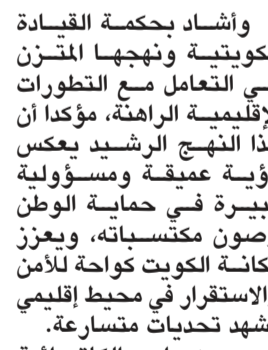 وأشاد بحكمة القيادة
كويتية ونهجها المتزن
ي التعامل مع التطورات
إقليمية الراهنة، مؤكدا أن
ذا النهج الرشيد يعكس
ؤية عميقة ومسؤولية
بيرة في حماية الوطن
صون مكتسباته، ويعزز
كانة الكويت كواحة للأمن
الاستقرار في محيط إقليمي
شهد تحديات متسارعة.